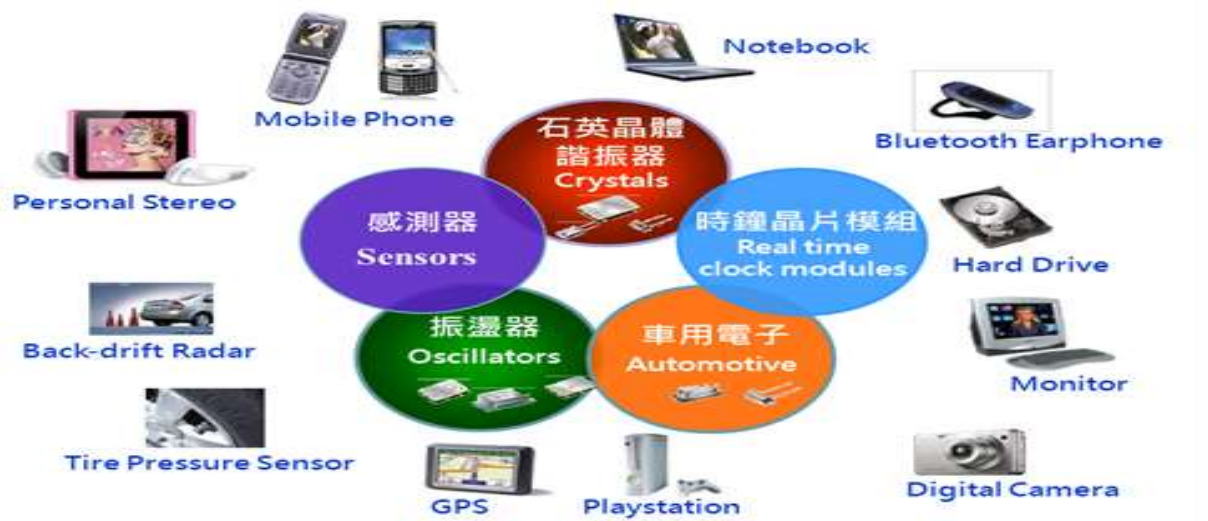 Notebook
Mobile Phone
Bluetooth Earphone
石英晶體
諧振器
Crystals
Personal Stereo
感測器
Sensors
時鐘晶片模組
Real time
clock modules
Hard Drive
Back-drift Radar
振盪器
Oscillators
車用電子
Automotive
Monitor
Tire Pressure Sensor
GPS
Playstation
Digital Camera